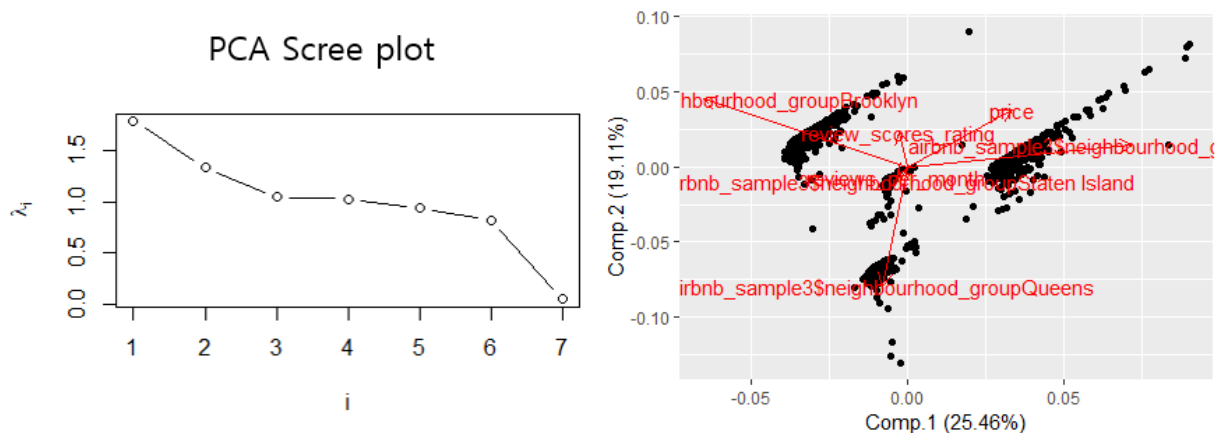 PCA Scree plot
λi
1.5
1.0
0.5
0.0
1 2 3 4 5 6 7
i
Comp.2 (19.11%)
0.10
0.05
0.00
-0.05
-0.10
hbourhood_groupBrooklyn
price
review_scores_rating
airbnb_sample3$neighbourhood_g
reviews_per_month
rbnb_sample3$neighbourhood_groupStaten Island
irbnb_sample3$neighbourhood_groupQueens
-0.05 0.00 0.05
Comp.1 (25.46%)